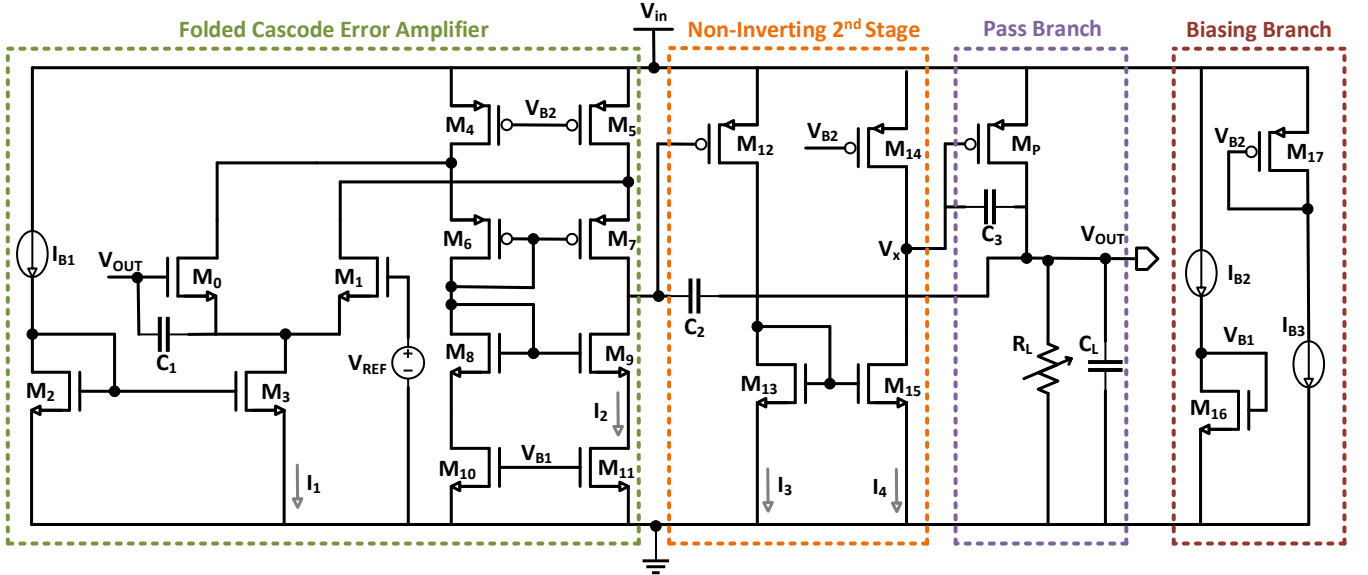 V_in
Folded Cascode Error Amplifier
Non-Inverting 2nd Stage
Pass Branch
Biasing Branch
M4
V_B2
M5
M12
V_B2
M14
M_P
V_B2
M17
I_B1
V_OUT
M0
M1
M6
M7
C2
V_x
C3
V_OUT
I_B2
C1
V_REF
+
−
M2
M3
M8
M9
M13
M15
R_L
C_L
V_B1
I_B3
M16
I2
M10
V_B1
M11
I1
I3
I4